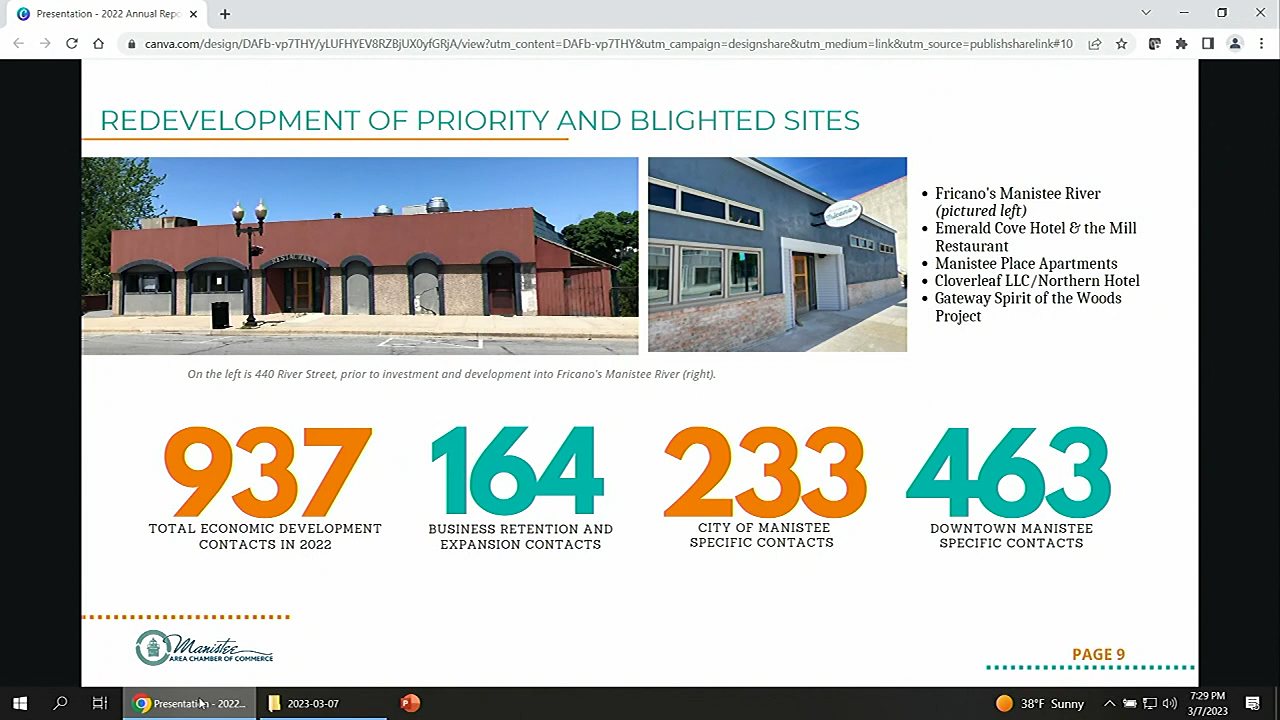 Presentation - 2022 Annual Repo
canva.com/design/DAFb-vp7THY/yLUFHYEV8RZBjUX0yfGRjA/view?utm_content=DAFb-vp7THY&utm_campaign=designshare&utm_medium=link&utm_source=publishsharelink#10
REDEVELOPMENT OF PRIORITY AND BLIGHTED SITES
RESTAURANT
Fricano's
• Fricano's Manistee River
(pictured left)
• Emerald Cove Hotel & the Mill
Restaurant
• Manistee Place Apartments
• Cloverleaf LLC/Northern Hotel
• Gateway Spirit of the Woods
Project
On the left is 440 River Street, prior to investment and development into Fricano's Manistee River (right).
937
TOTAL ECONOMIC DEVELOPMENT
CONTACTS IN 2022
164
BUSINESS RETENTION AND
EXPANSION CONTACTS
233
CITY OF MANISTEE
SPECIFIC CONTACTS
463
DOWNTOWN MANISTEE
SPECIFIC CONTACTS
Manistee
AREA CHAMBER OF COMMERCE
PAGE 9
Presentation - 2022...
2023-03-07
38°F Sunny
7:29 PM
3/7/2023